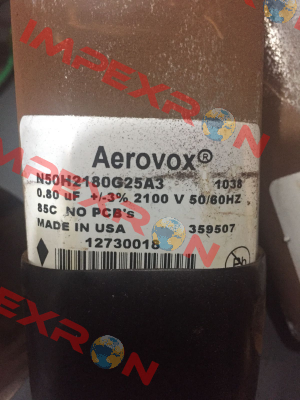 IMPEXRON
Aerovox®
N50H2180G25A3 1038
0.80 uF +/-3% 2100 V 50/60HZ
85C NO PCB's
MADE IN USA 359507
12730018
IMPEXRON